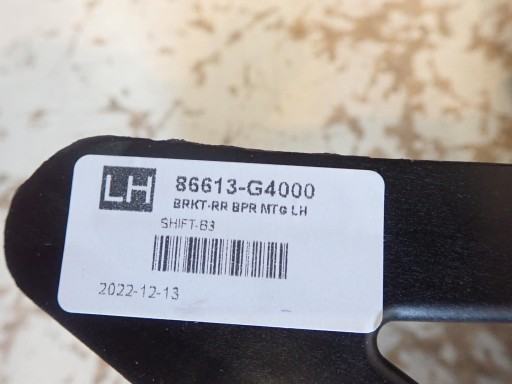 LH 86613-G4000
BRKT-RR BPR MTG LH
SHIFT-B3
2022-12-13